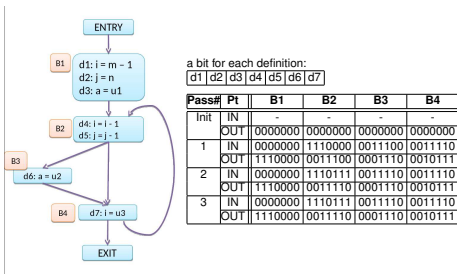 ENTRY
B1
d1: i = m – 1
d2: j = n
d3: a = u1
B2
d4: i = i - 1
d5: j = j - 1
B3
d6: a = u2
B4
d7: i = u3
EXIT
a bit for each definition:
d1 d2 d3 d4 d5 d6 d7
Pass# Pt B1 B2 B3 B4
Init IN - - - -
OUT 0000000 0000000 0000000 0000000
1 IN 0000000 1110000 0011100 0011110
OUT 1110000 0011100 0001110 0010111
2 IN 0000000 1110111 0011110 0011110
OUT 1110000 0011110 0001110 0010111
3 IN 0000000 1110111 0011110 0011110
OUT 1110000 0011110 0001110 0010111